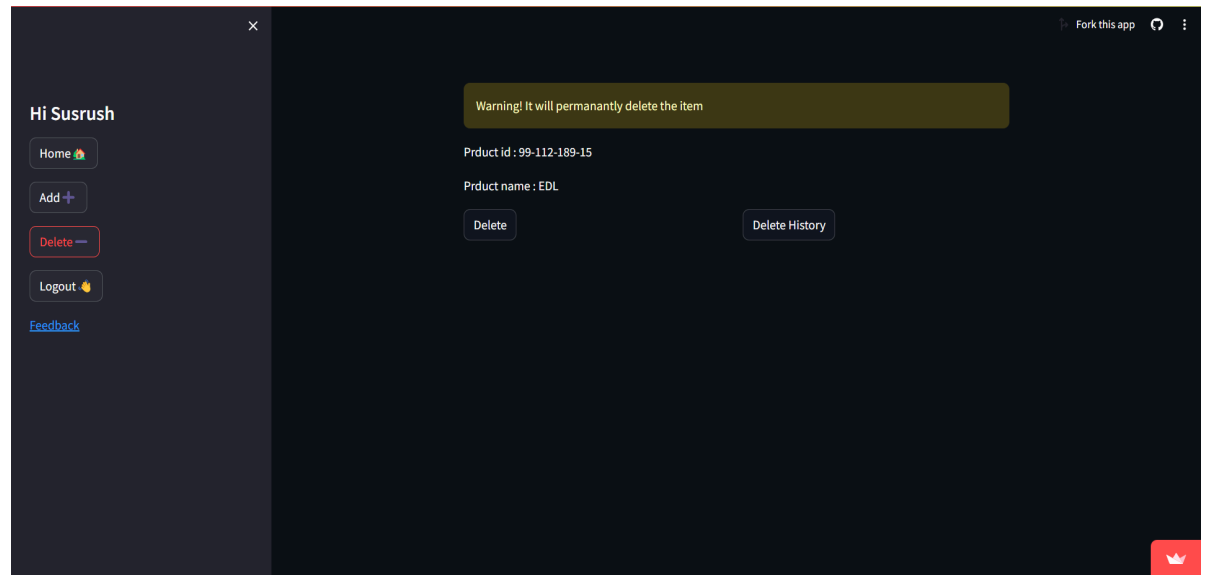 Fork this app
Hi Susrush
Home
Add
Delete
Logout
Feedback
Warning! It will permanantly delete the item
Prduct id : 99-112-189-15
Prduct name : EDL
Delete
Delete History